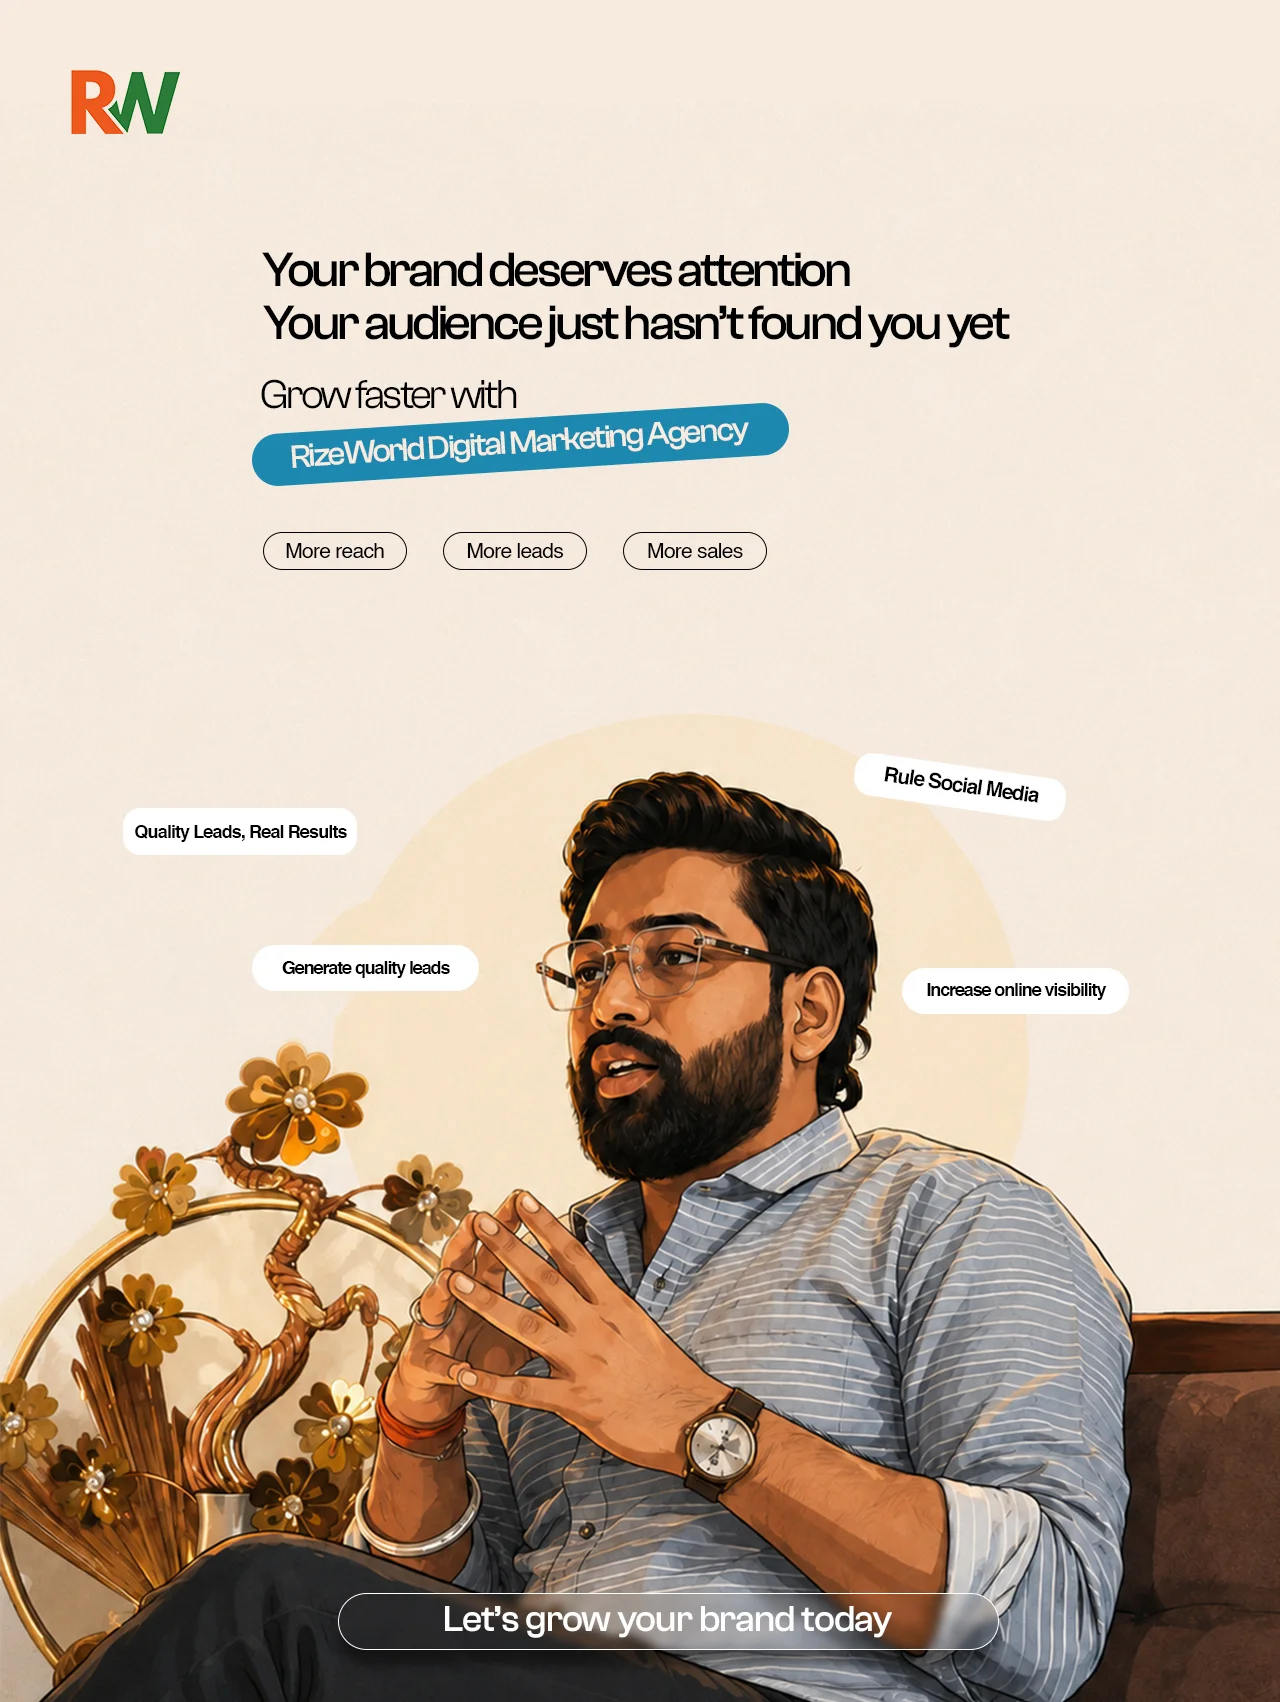 RW
Your brand deserves attention
Your audience just hasn't found you yet
Grow faster with
RizeWorld Digital Marketing Agency
More reach
More leads
More sales
Rule Social Media
Quality Leads, Real Results
Generate quality leads
Increase online visibility
Let's grow your brand today